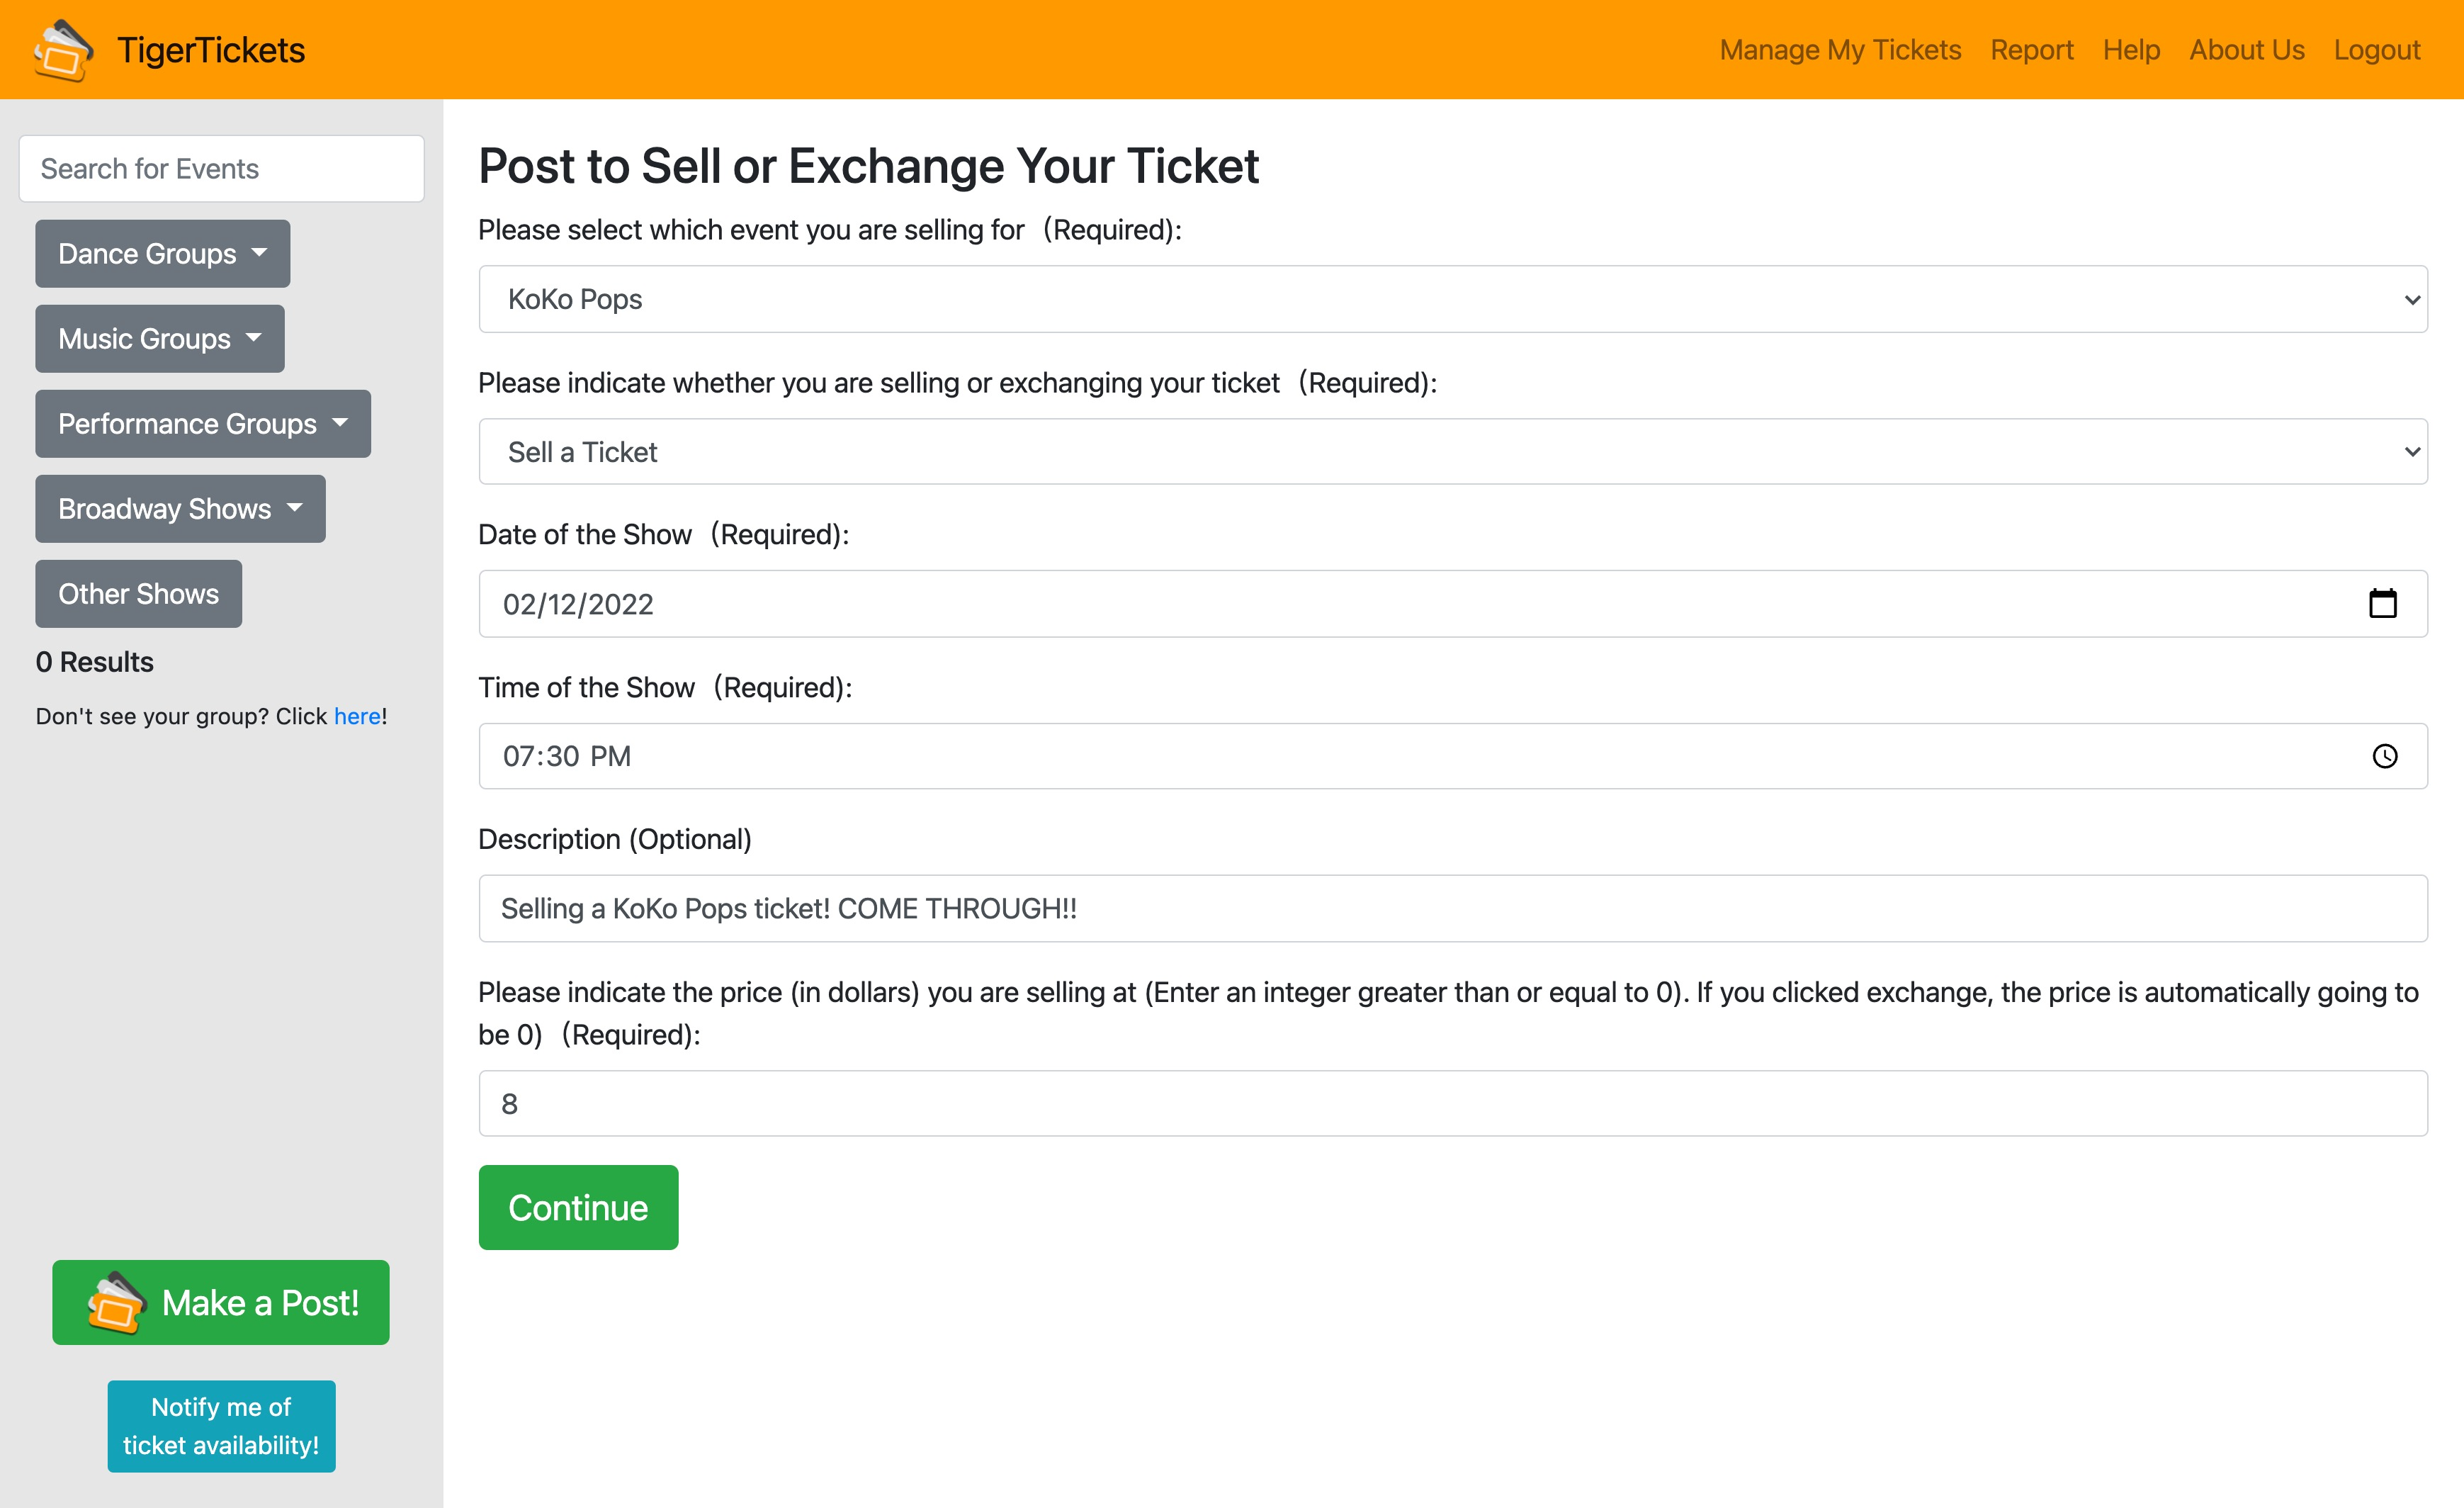 TigerTickets
Manage My Tickets
Report
Help
About Us
Logout
Search for Events
Dance Groups
Music Groups
Performance Groups
Broadway Shows
Other Shows
0 Results
Don't see your group? Click here!
Make a Post!
Notify me of
ticket availability!
Post to Sell or Exchange Your Ticket
Please select which event you are selling for（Required):
KoKo Pops
Please indicate whether you are selling or exchanging your ticket（Required):
Sell a Ticket
Date of the Show（Required):
02/12/2022
Time of the Show（Required):
07:30 PM
Description (Optional)
Selling a KoKo Pops ticket! COME THROUGH!!
Please indicate the price (in dollars) you are selling at (Enter an integer greater than or equal to 0). If you clicked exchange, the price is automatically going to
be 0)（Required):
8
Continue